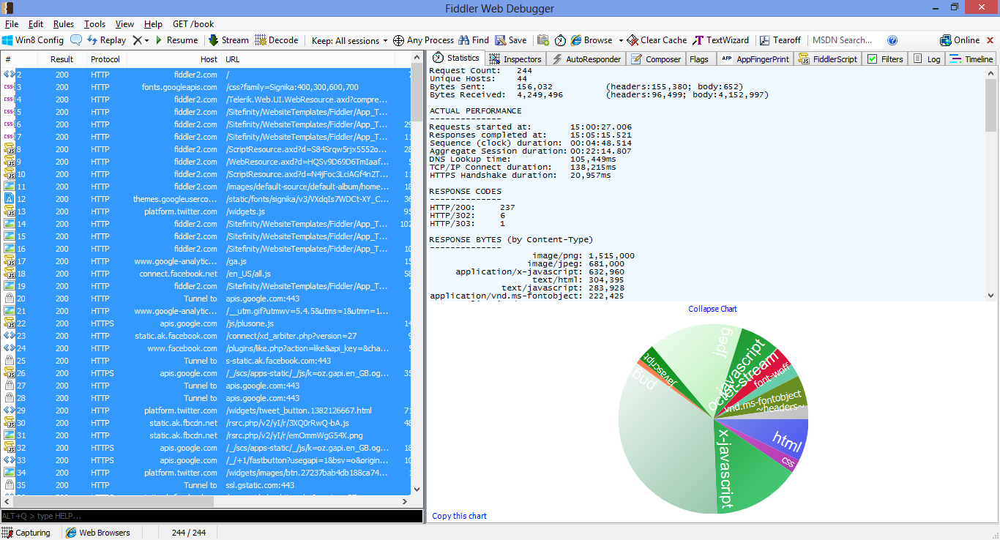 Fiddler Web Debugger
File Edit Rules Tools View Help GET /book
Win8 Config Replay Resume Stream Decode Keep: All sessions Any Process Find Save Browse Clear Cache TextWizard Tearoff MSDN Search... Online
# Result Protocol Host URL
2 200 HTTP fiddler2.com /
3 200 HTTP fonts.googleapis.com /css?family=Signika:400,300,600,700
4 200 HTTP fiddler2.com /Telerik.Web.UI.WebResource.axd?compre...
5 200 HTTP fiddler2.com /Sitefinity/WebsiteTemplates/Fiddler/App_T...
6 200 HTTP fiddler2.com /Sitefinity/WebsiteTemplates/Fiddler/App_T... 29
7 200 HTTP fiddler2.com /Sitefinity/WebsiteTemplates/Fiddler/App_T... 11
8 200 HTTP fiddler2.com /ScriptResource.axd?d=S84Srqw5rjx5552o... 28
9 200 HTTP fiddler2.com /WebResource.axd?d=HQSv9D69D6TmIaaf... 5
10 200 HTTP fiddler2.com /ScriptResource.axd?d=N4jFoc3LciAGf4n2T... 11
11 200 HTTP fiddler2.com /images/default-source/default-album/home... 18
12 200 HTTP themes.googleuserco... /static/fonts/signika/v3/VXdqIs7WDCt-XY_C... 36
13 200 HTTP platform.twitter.com /widgets.js 95
14 200 HTTP fiddler2.com /Sitefinity/WebsiteTemplates/Fiddler/App_T... 102
15 200 HTTP fiddler2.com /Sitefinity/WebsiteTemplates/Fiddler/App_T...
16 200 HTTP fiddler2.com /Sitefinity/WebsiteTemplates/Fiddler/App_T... 10
17 200 HTTP www.google-analytic... /ga.js 15
18 200 HTTP connect.facebook.net /en_US/all.js 58
19 200 HTTP fiddler2.com /Sitefinity/WebsiteTemplates/Fiddler/App_T... 2
20 200 HTTP Tunnel to apis.google.com:443
21 200 HTTP www.google-analytic... /__utm.gif?utmwv=5.4.5&utms=1&utmn=1...
22 200 HTTPS apis.google.com /js/plusone.js 14
23 200 HTTP static.ak.facebook.com /connect/xd_arbiter.php?version=27 9
24 200 HTTP www.facebook.com /plugins/like.php?action=like&api_key=&cha... 5
25 200 HTTP Tunnel to s-static.ak.facebook.com:443
26 200 HTTPS apis.google.com /_/scs/apps-static/_/js/k=oz.gapi.en_GB.og... 35
27 200 HTTP Tunnel to apis.google.com:443
28 200 HTTP Tunnel to apis.google.com:443
29 200 HTTP platform.twitter.com /widgets/tweet_button.1382126667.html 71
30 200 HTTP static.ak.fbcdn.net /rsrc.php/v2/yI/r/3XQ0rRwQ-bA.js 48
31 200 HTTP static.ak.fbcdn.net /rsrc.php/v2/yI/r/emOmmWgG54X.png
32 200 HTTPS apis.google.com /_/scs/apps-static/_/js/k=oz.gapi.en_GB.og... 18
33 200 HTTPS apis.google.com /_/+1/fastbutton?usegapi=1&bsv=o&origin... 10
34 200 HTTP platform.twitter.com /widgets/images/btn.27237bab4db188ca74...
35 200 HTTP Tunnel to ssl.gstatic.com:443
ALT+Q > type HELP...
Capturing Web Browsers 244 / 244
Statistics Inspectors AutoResponder Composer Flags AFP AppFingerPrint FiddlerScript Filters Log Timeline
Request Count: 244
Unique Hosts: 44
Bytes Sent: 156,032 (headers:155,380; body:652)
Bytes Received: 4,249,496 (headers:96,499; body:4,152,997)
ACTUAL PERFORMANCE
---------------
Requests started at: 15:00:27.006
Responses completed at: 15:05:15.521
Sequence (clock) duration: 00:04:48.514
Aggregate Session duration: 00:22:14.807
DNS Lookup time: 105,449ms
TCP/IP Connect duration: 138,215ms
HTTPS Handshake duration: 20,957ms
RESPONSE CODES
---------------
HTTP/200: 237
HTTP/302: 6
HTTP/303: 1
RESPONSE BYTES (by Content-Type)
---------------
image/png: 1,515,000
image/jpeg: 681,000
application/x-javascript: 632,960
text/html: 304,395
text/javascript: 283,928
application/vnd.ms-fontobject: 222,425
Collapse Chart
jpeg
javascript
octet-stream
font-woff
vnd.ms-fontobject
~headers~
html
css
x-javascript
png
javascript
Copy this chart